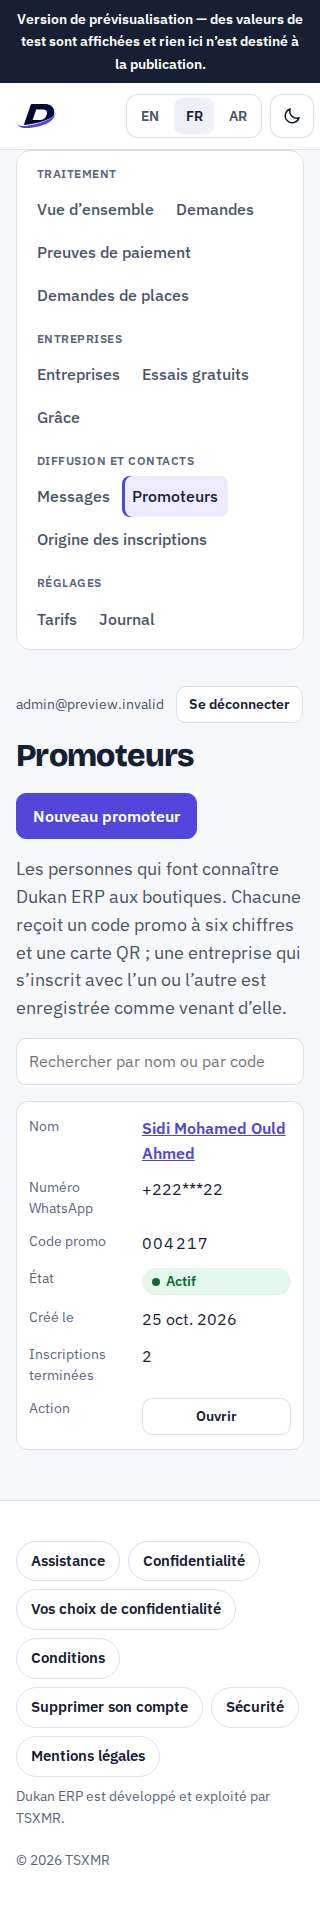 Version de prévisualisation — des valeurs de
test sont affichées et rien ici n’est destiné à
la publication.
D
EN FR AR
TRAITEMENT
Vue d’ensemble Demandes
Preuves de paiement
Demandes de places
ENTREPRISES
Entreprises Essais gratuits
Grâce
DIFFUSION ET CONTACTS
Messages Promoteurs
Origine des inscriptions
RÉGLAGES
Tarifs Journal
admin@preview.invalid Se déconnecter
Promoteurs
Nouveau promoteur
Les personnes qui font connaître
Dukan ERP aux boutiques. Chacune
reçoit un code promo à six chiffres
et une carte QR ; une entreprise qui
s’inscrit avec l’un ou l’autre est
enregistrée comme venant d’elle.
Rechercher par nom ou par code
Nom Sidi Mohamed Ould
Ahmed
Numéro
WhatsApp +222***22
Code promo 004217
État Actif
Créé le 25 oct. 2026
Inscriptions
terminées 2
Action Ouvrir
Assistance Confidentialité
Vos choix de confidentialité
Conditions
Supprimer son compte Sécurité
Mentions légales
Dukan ERP est développé et exploité par
TSXMR.
© 2026 TSXMR